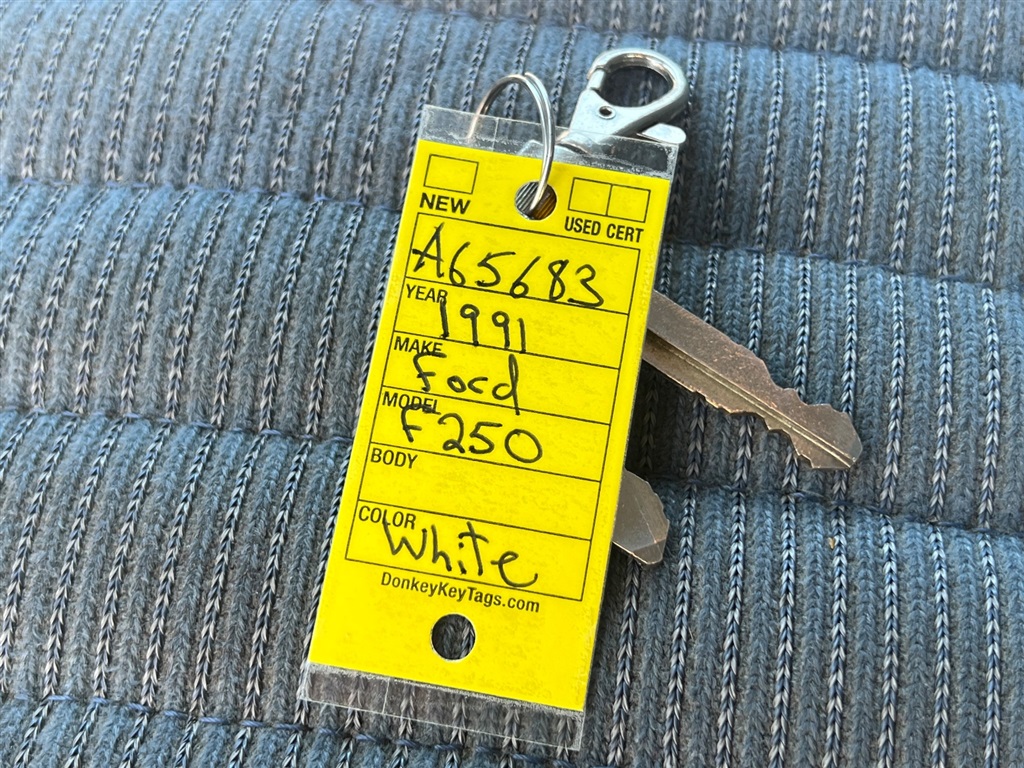 NEW
USED CERT
A65683
YEAR 1991
MAKE Ford
MODEL F250
BODY
COLOR White
DonkeyKeyTags.com